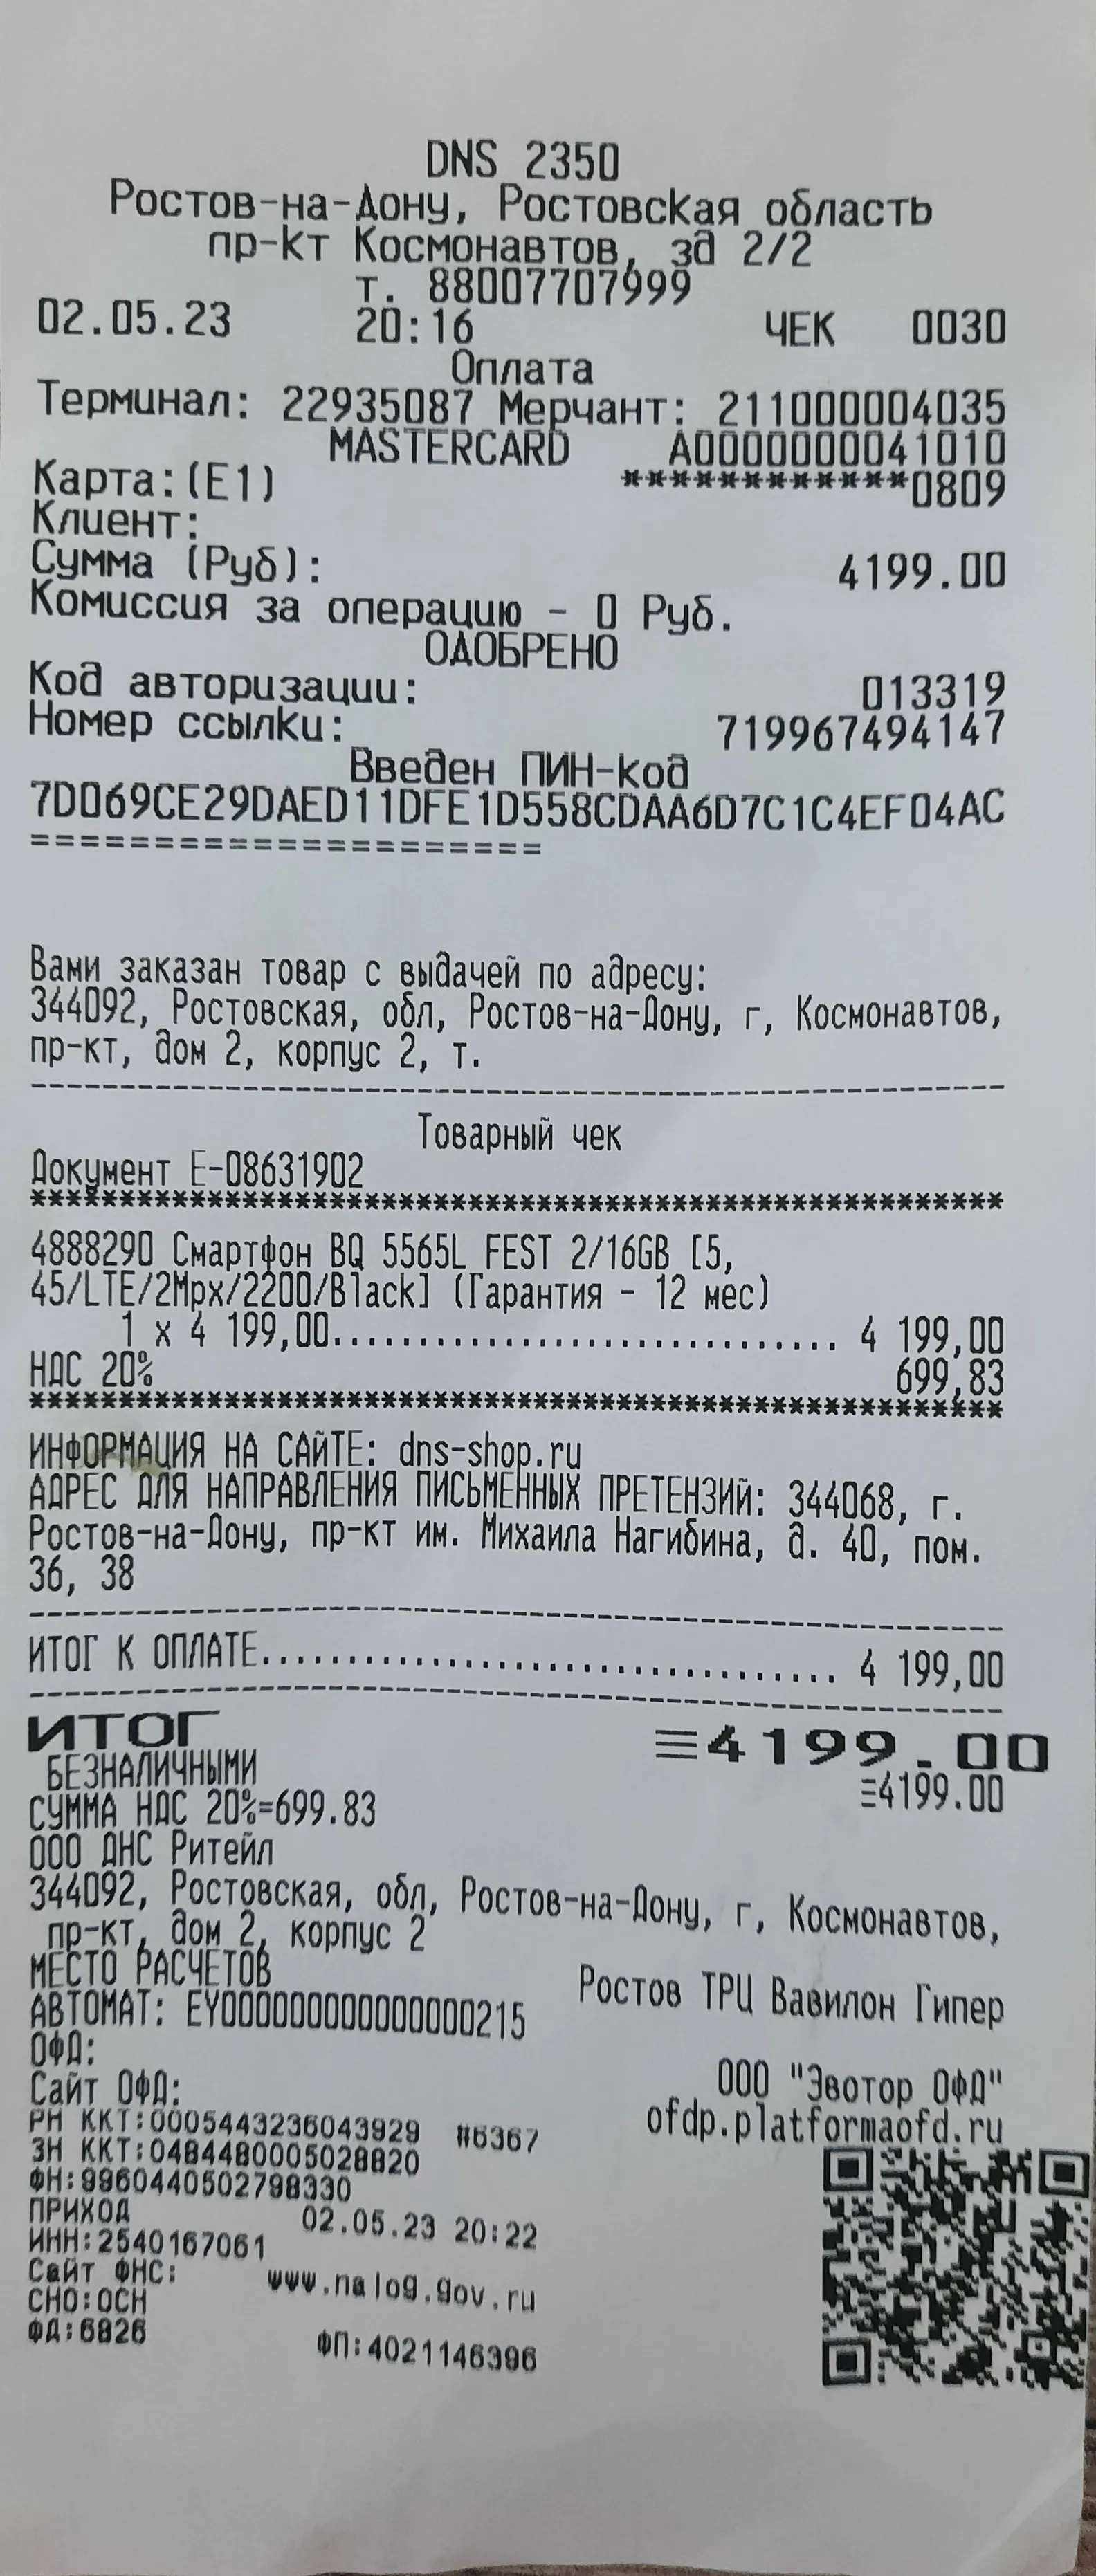 DNS 2350
Ростов-на-Дону, Ростовская область
пр-кт Космонавтов, зд 2/2
т. 88007707999
02.05.23 20:16 ЧЕК 0030
Оплата
Терминал: 22935087 Мерчант: 211000004035
MASTERCARD A0000000041010
Карта:(E1) ************0809
Клиент:
Сумма (Руб): 4199.00
Комиссия за операцию - 0 Руб.
ОДОБРЕНО
Код авторизации: 013319
Номер ссылки: 719967494147
Введен ПИН-код
7D069CE29DAED11DFE1D558CDAA6D7C1C4EF04AC
=====================
Вами заказан товар с выдачей по адресу:
344092, Ростовская, обл, Ростов-на-Дону, г, Космонавтов,
пр-кт, дом 2, корпус 2, т.
Товарный чек
Документ Е-08631902
4888290 Смартфон BQ 5565L FEST 2/16GB [5,
45/LTE/2Mpx/2200/Black] (Гарантия - 12 мес)
1 x 4 199,00............................... 4 199,00
НДС 20% 699,83
ИНФОРМАЦИЯ НА САЙТЕ: dns-shop.ru
АДРЕС ДЛЯ НАПРАВЛЕНИЯ ПИСЬМЕННЫХ ПРЕТЕНЗИЙ: 344068, г.
Ростов-на-Дону, пр-кт им. Михаила Нагибина, д. 40, пом.
36, 38
ИТОГ К ОПЛАТЕ................................... 4 199,00
ИТОГ ≡4199.00
БЕЗНАЛИЧНЫМИ ≡4199.00
СУММА НДС 20%=699.83
ООО ДНС Ритейл
344092, Ростовская, обл, Ростов-на-Дону, г, Космонавтов,
пр-кт, дом 2, корпус 2
МЕСТО РАСЧЕТОВ Ростов ТРЦ Вавилон Гипер
АВТОМАТ: EY0000000000000000215
ОФД: ООО "Эвотор ОФД"
Сайт ОФД: ofdp.platformaofd.ru
РН ККТ:0005443236043929 #6367
ЗН ККТ:0484480005028820
ФН:9960440502798330
ПРИХОД 02.05.23 20:22
ИНН:2540167061
Сайт ФНС: www.nalog.gov.ru
СНО:ОСН
ФД:6826 ФП:4021146396